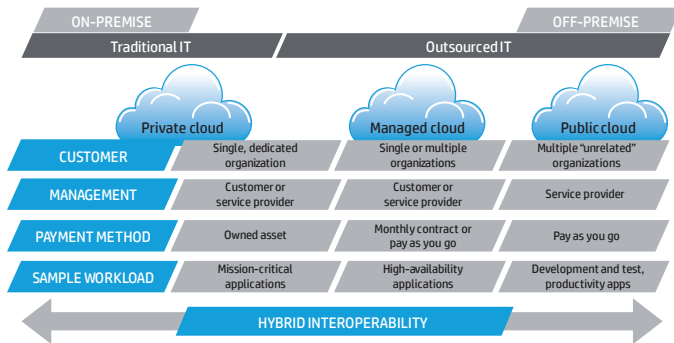 ON-PREMISE OFF-PREMISE
Traditional IT Outsourced IT
Private cloud Managed cloud Public cloud
CUSTOMER
Single, dedicated
organization
Single or multiple
organizations
Multiple “unrelated”
organizations
MANAGEMENT
Customer or
service provider
Customer or
service provider
Service provider
PAYMENT METHOD
Owned asset
Monthly contract or
pay as you go
Pay as you go
SAMPLE WORKLOAD
Mission-critical
applications
High-availability
applications
Development and test,
productivity apps
HYBRID INTEROPERABILITY